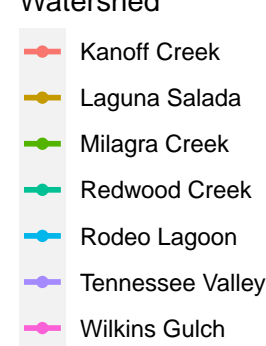 Watershed
Kanoff Creek
Laguna Salada
Milagra Creek
Redwood Creek
Rodeo Lagoon
Tennessee Valley
Wilkins Gulch